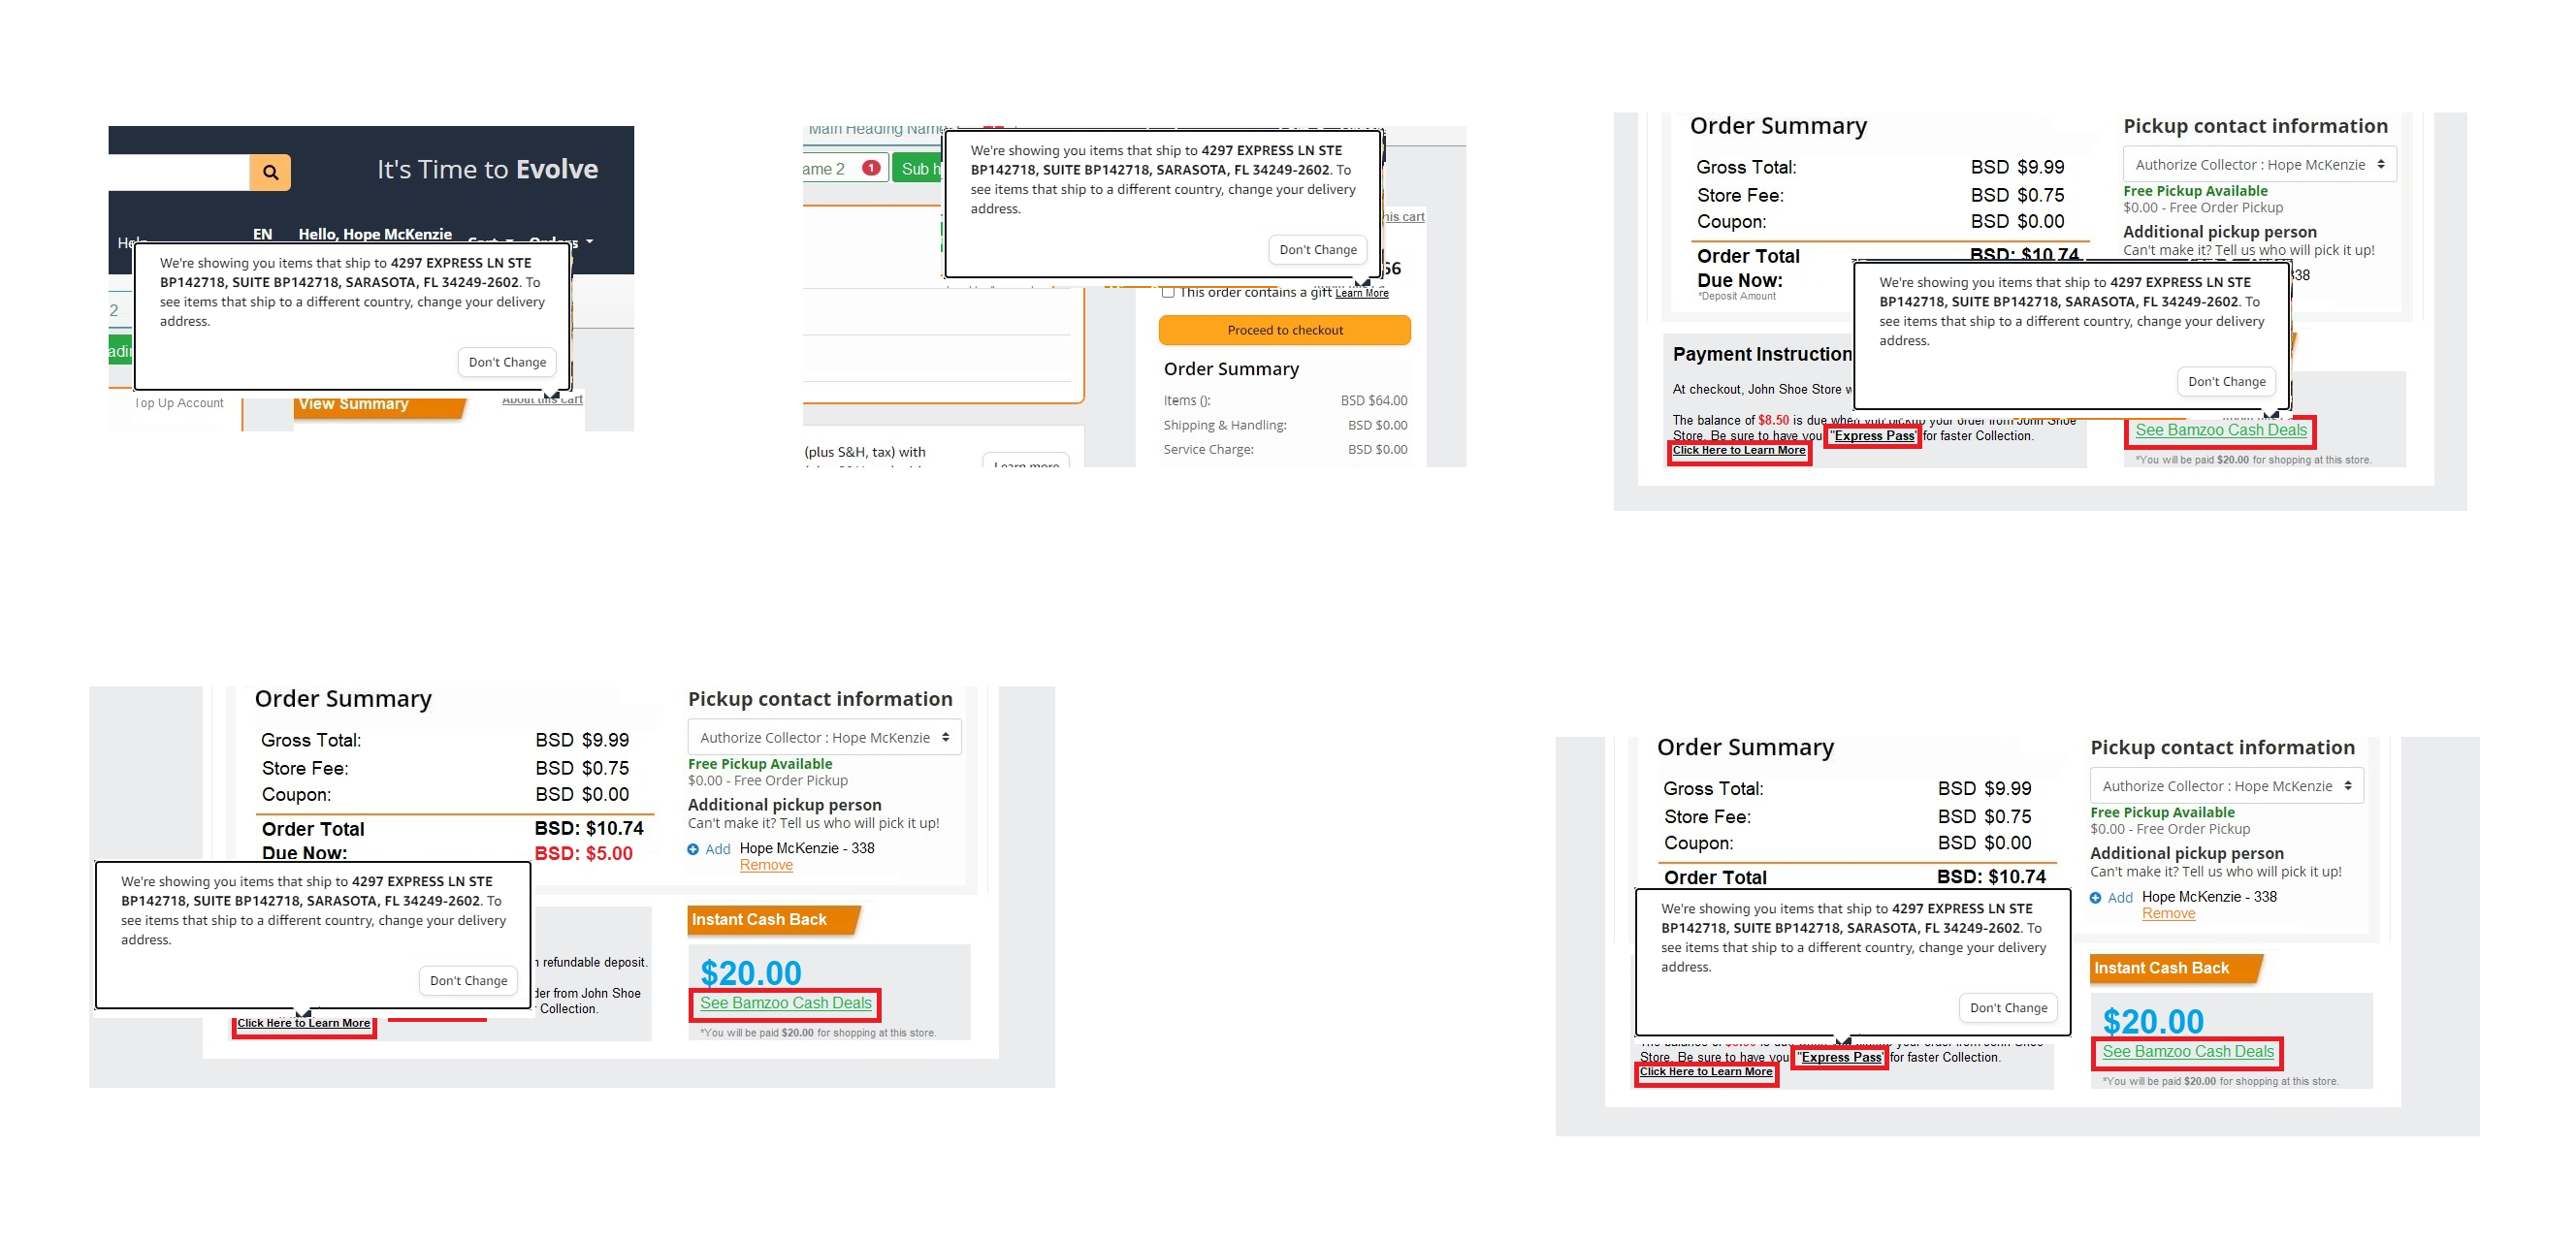 It's Time to Evolve
EN Hello, Hope McKenzie
We're showing you items that ship to 4297 EXPRESS LN STE
BP142718, SUITE BP142718, SARASOTA, FL 34249-2602. To
see items that ship to a different country, change your delivery
address.
2
Don't Change
Top Up Account
View Summary
About this cart
Main Heading Name
ame 2 1 Sub h
We're showing you items that ship to 4297 EXPRESS LN STE
BP142718, SUITE BP142718, SARASOTA, FL 34249-2602. To
see items that ship to a different country, change your delivery
address.
his cart
Don't Change
66
This order contains a gift Learn More
Proceed to checkout
Order Summary
Items (): BSD $64.00
Shipping & Handling: BSD $0.00
Service Charge: BSD $0.00
(plus S&H, tax) with
Learn more
Order Summary
Gross Total: BSD $9.99
Store Fee: BSD $0.75
Coupon: BSD $0.00
Order Total BSD: $10.74
Due Now:
*Deposit Amount
Pickup contact information
Authorize Collector : Hope McKenzie
Free Pickup Available
$0.00 - Free Order Pickup
Additional pickup person
Can't make it? Tell us who will pick it up!
338
We're showing you items that ship to 4297 EXPRESS LN STE
BP142718, SUITE BP142718, SARASOTA, FL 34249-2602. To
see items that ship to a different country, change your delivery
address.
Don't Change
Payment Instruction
At checkout, John Shoe Store w
The balance of $8.50 is due when you pickup your order from John Shoe
Store. Be sure to have you "Express Pass" for faster Collection.
Click Here to Learn More
See Bamzoo Cash Deals
*You will be paid $20.00 for shopping at this store.
Order Summary
Gross Total: BSD $9.99
Store Fee: BSD $0.75
Coupon: BSD $0.00
Order Total BSD: $10.74
Due Now: BSD: $5.00
Pickup contact information
Authorize Collector : Hope McKenzie
Free Pickup Available
$0.00 - Free Order Pickup
Additional pickup person
Can't make it? Tell us who will pick it up!
Add Hope McKenzie - 338
Remove
We're showing you items that ship to 4297 EXPRESS LN STE
BP142718, SUITE BP142718, SARASOTA, FL 34249-2602. To
see items that ship to a different country, change your delivery
address.
Don't Change
refundable deposit.
der from John Shoe
Collection.
Click Here to Learn More
Instant Cash Back
$20.00
See Bamzoo Cash Deals
*You will be paid $20.00 for shopping at this store.
Order Summary
Gross Total: BSD $9.99
Store Fee: BSD $0.75
Coupon: BSD $0.00
Order Total BSD: $10.74
Pickup contact information
Authorize Collector : Hope McKenzie
Free Pickup Available
$0.00 - Free Order Pickup
Additional pickup person
Can't make it? Tell us who will pick it up!
Add Hope McKenzie - 338
Remove
We're showing you items that ship to 4297 EXPRESS LN STE
BP142718, SUITE BP142718, SARASOTA, FL 34249-2602. To
see items that ship to a different country, change your delivery
address.
Don't Change
Store. Be sure to have you "Express Pass" for faster Collection.
Click Here to Learn More
Instant Cash Back
$20.00
See Bamzoo Cash Deals
*You will be paid $20.00 for shopping at this store.